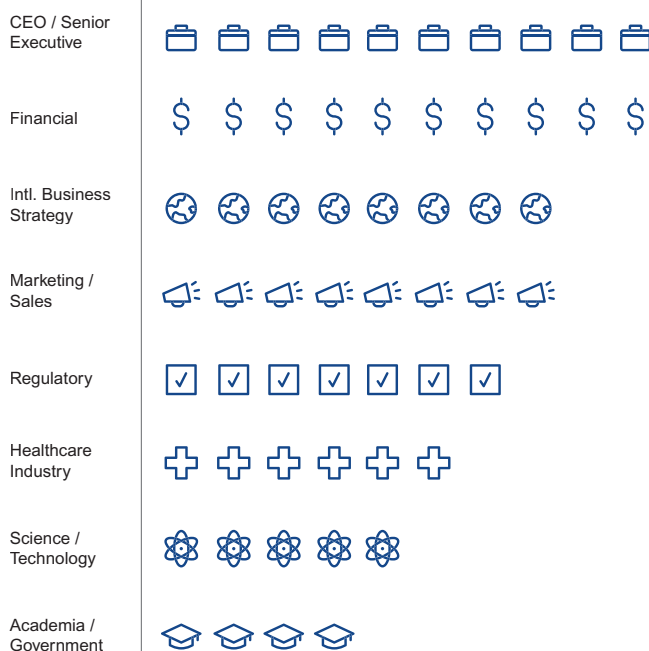 CEO / Senior
Executive
Financial
Intl. Business
Strategy
Marketing /
Sales
Regulatory
Healthcare
Industry
Science /
Technology
Academia /
Government